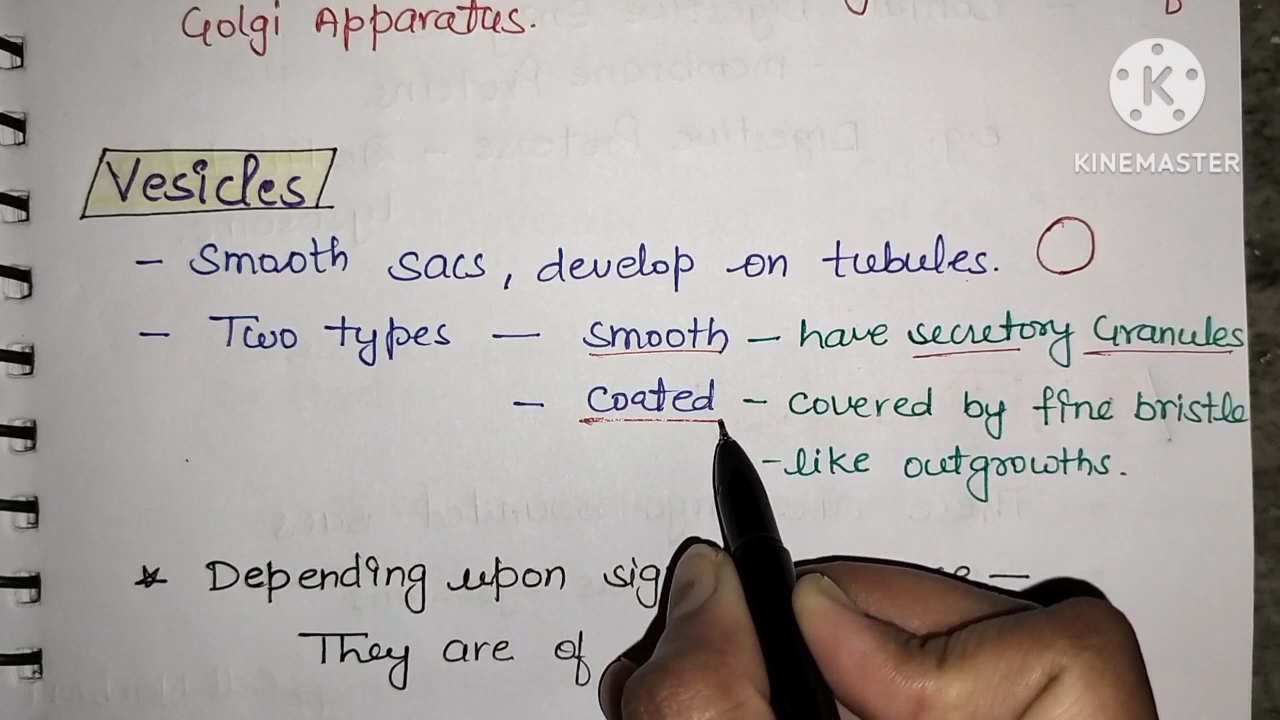 Golgi Apparatus.
K
KINEMASTER
Vesicles
- Smooth sacs, develop on tubules.
- Two types - Smooth - have secretory Granules
- Coated - covered by fine bristle
-like outgrowths.
* Depending upon
They are of